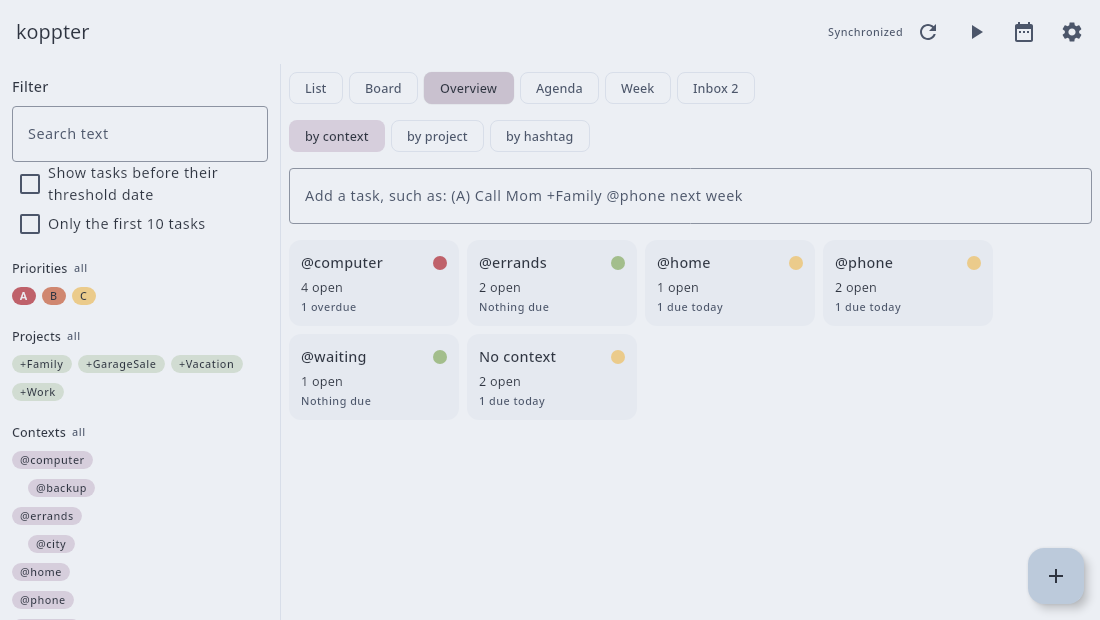 koppter
Synchronized
Filter
Search text
Show tasks before their
threshold date
Only the first 10 tasks
Priorities all
A B C
Projects all
+Family +GarageSale +Vacation
+Work
Contexts all
@computer
@backup
@errands
@city
@home
@phone
List Board Overview Agenda Week Inbox 2
by context by project by hashtag
Add a task, such as: (A) Call Mom +Family @phone next week
@computer
4 open
1 overdue
@errands
2 open
Nothing due
@home
1 open
1 due today
@phone
2 open
1 due today
@waiting
1 open
Nothing due
No context
2 open
1 due today